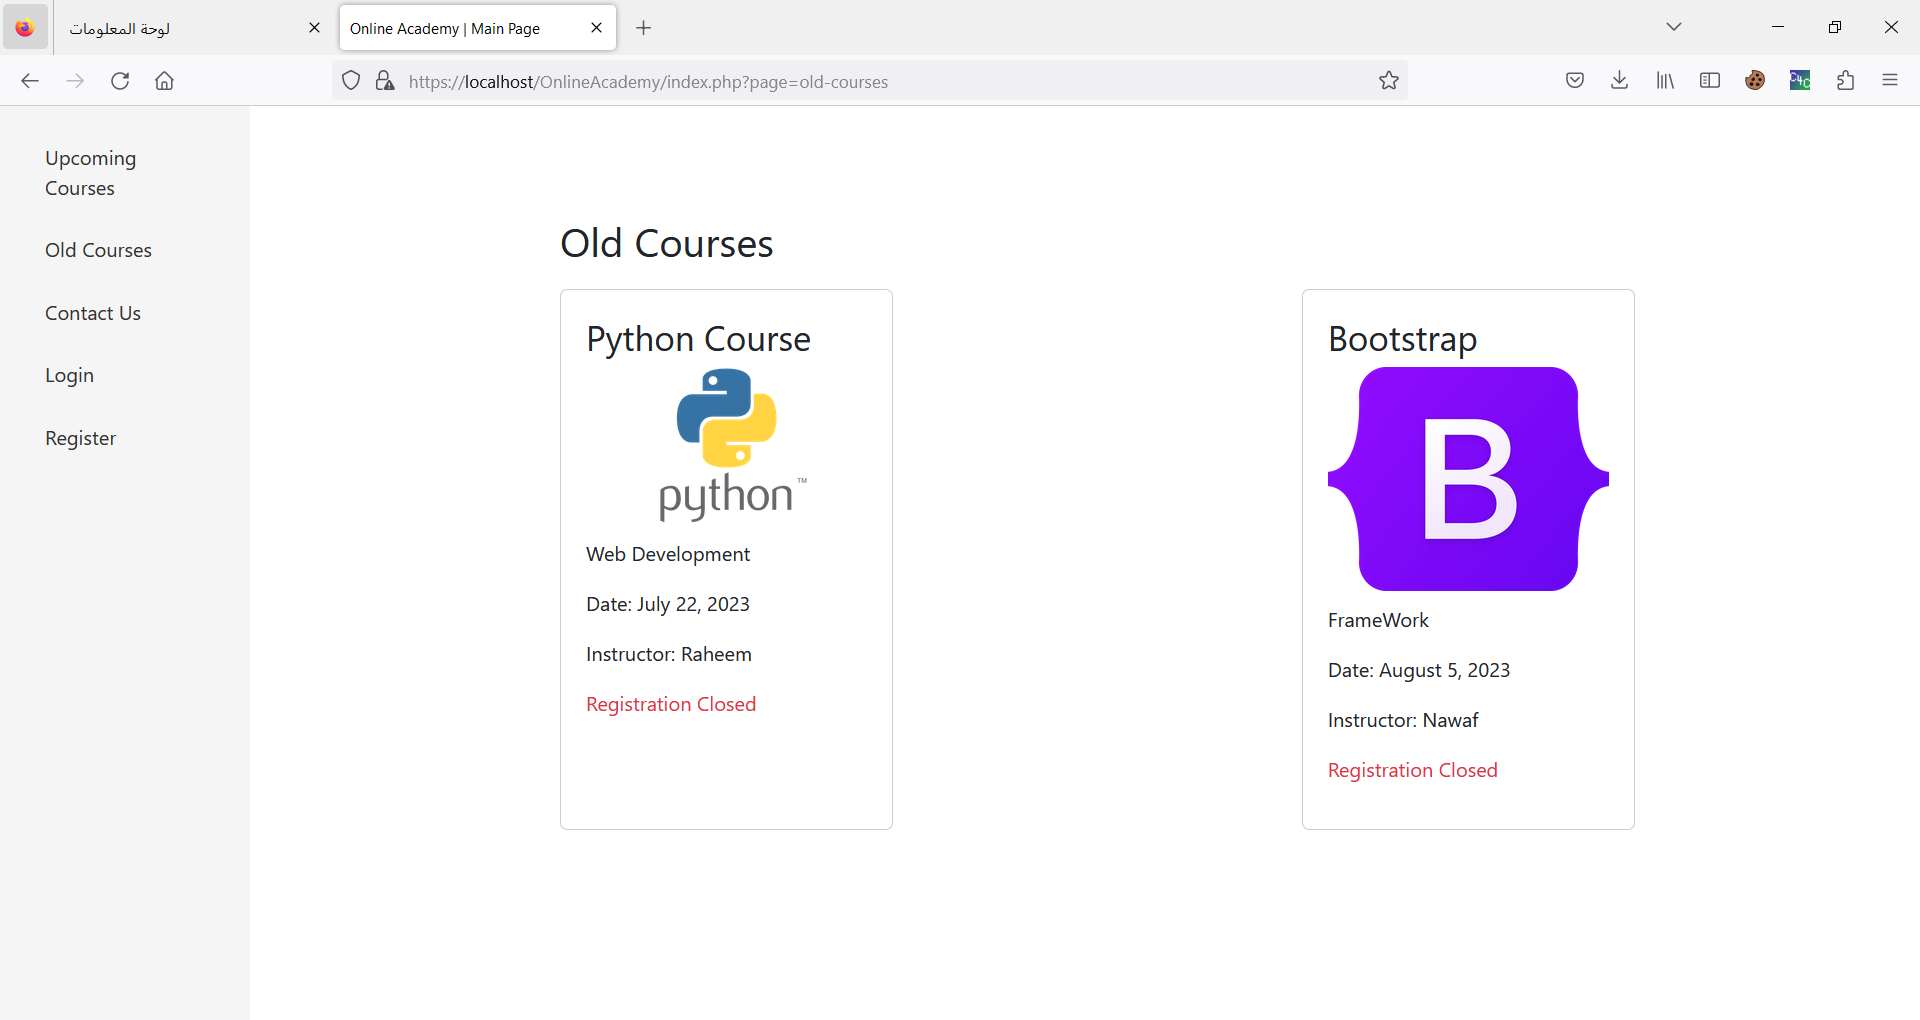 لوحة المعلومات
Online Academy | Main Page
https://localhost/OnlineAcademy/index.php?page=old-courses
C4C
Upcoming
Courses
Old Courses
Contact Us
Login
Register
Old Courses
Python Course
python™
Web Development
Date: July 22, 2023
Instructor: Raheem
Registration Closed
Bootstrap
B
FrameWork
Date: August 5, 2023
Instructor: Nawaf
Registration Closed